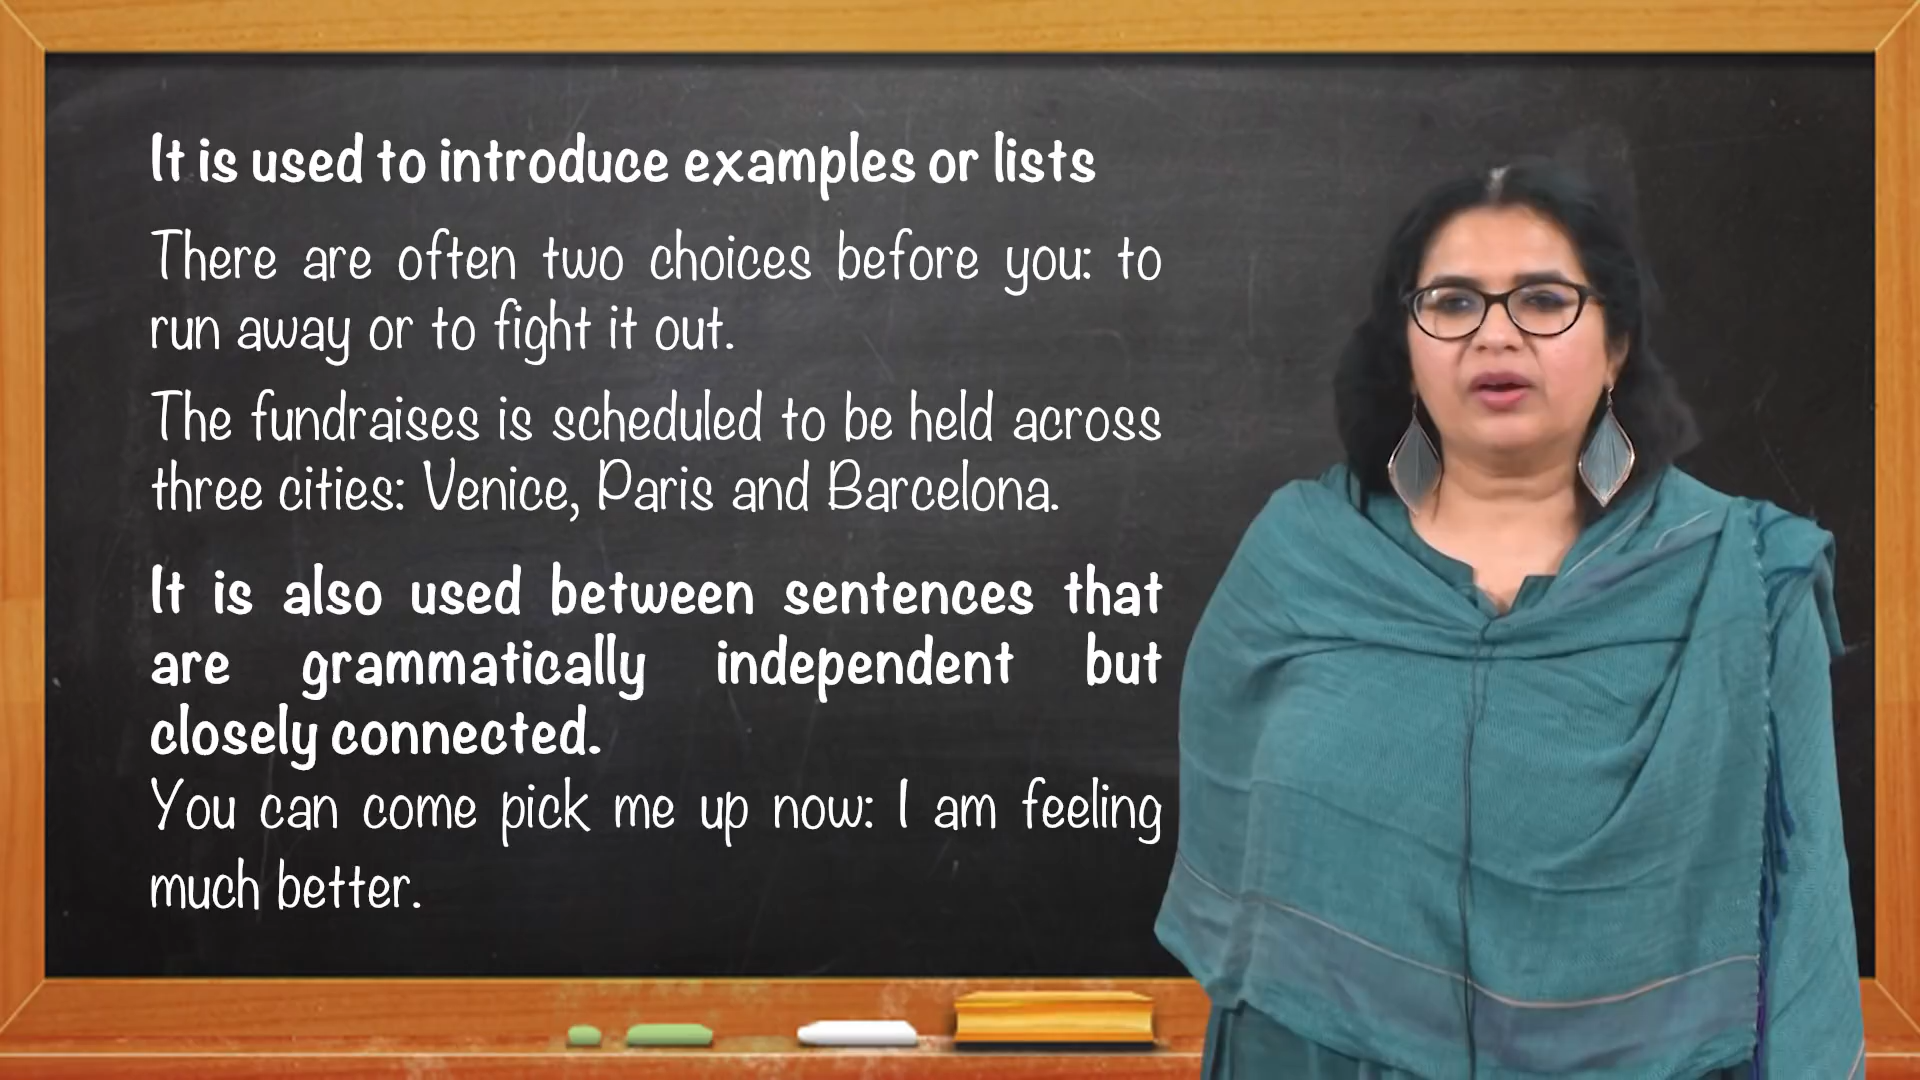 It is used to introduce examples or lists
There are often two choices before you: to
run away or to fight it out.
The fundraises is scheduled to be held across
three cities: Venice, Paris and Barcelona.
It is also used between sentences that
are grammatically independent but
closely connected.
You can come pick me up now: I am feeling
much better.